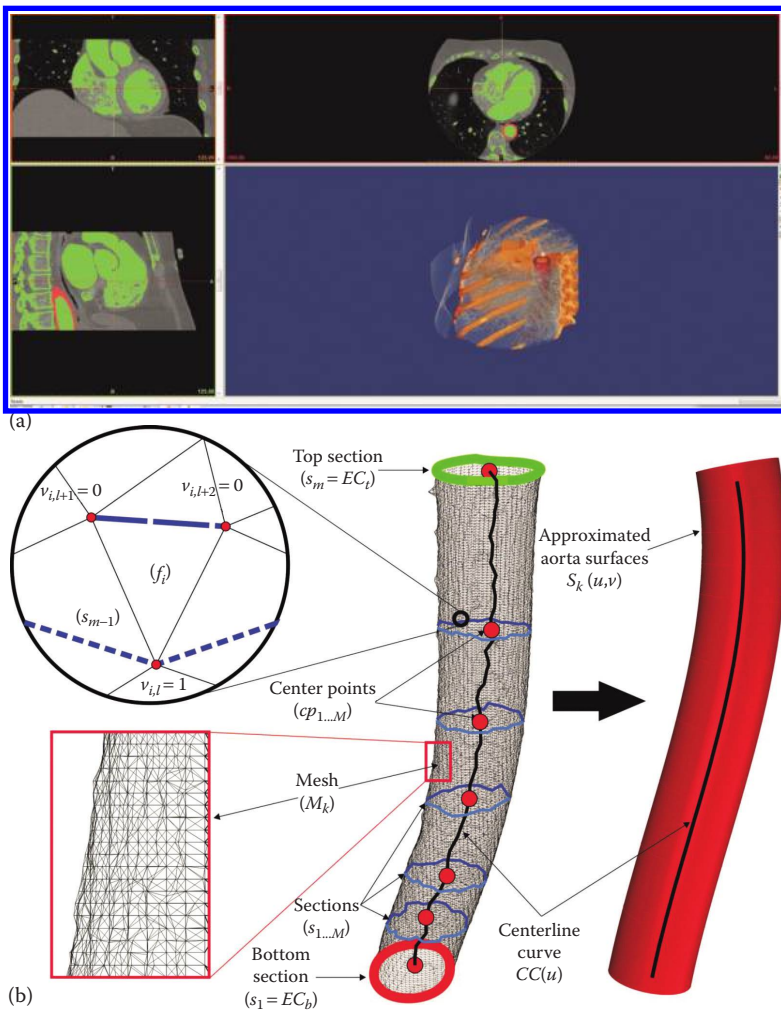 (a)
v_{i,l+1} = 0
v_{i,l+2} = 0
(f_i)
(s_{m−1})
v_{i,l} = 1
Top section
(s_m = EC_t)
Approximated
aorta surfaces
S_k (u,v)
Center points
(cp_{1...M})
Mesh
(M_k)
Sections
(s_{1...M})
Bottom
section
(s_1 = EC_b)
Centerline
curve
CC(u)
(b)